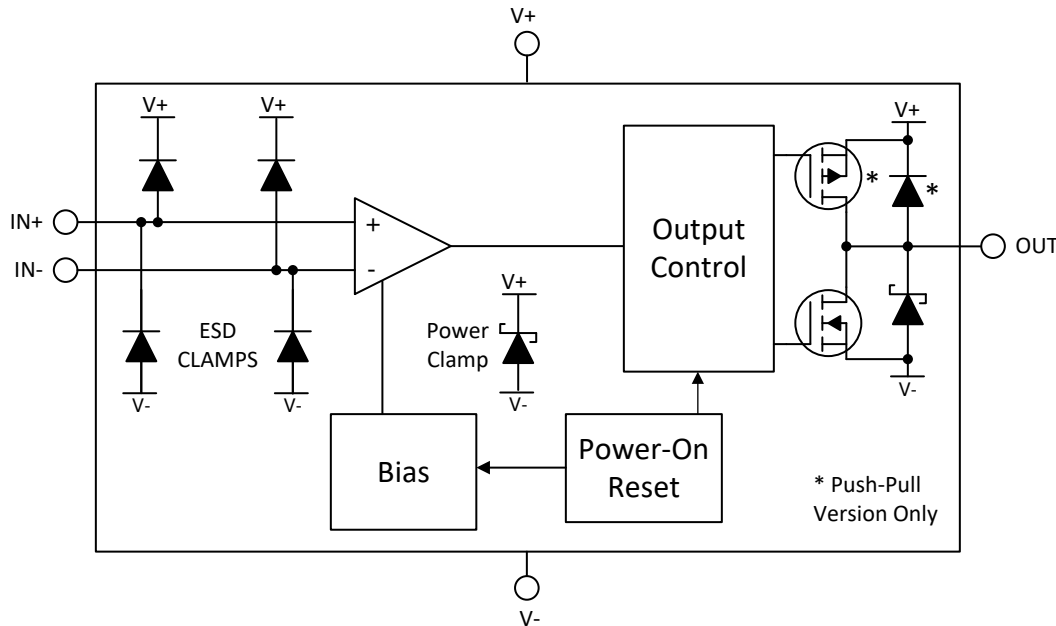 V+
V+
V+
V+
IN+
+
*
*
Output
Control
OUT
IN-
-
V+
ESD
CLAMPS
Power
Clamp
V-
V-
V-
V-
Bias
Power-On
Reset
* Push-Pull
Version Only
V-